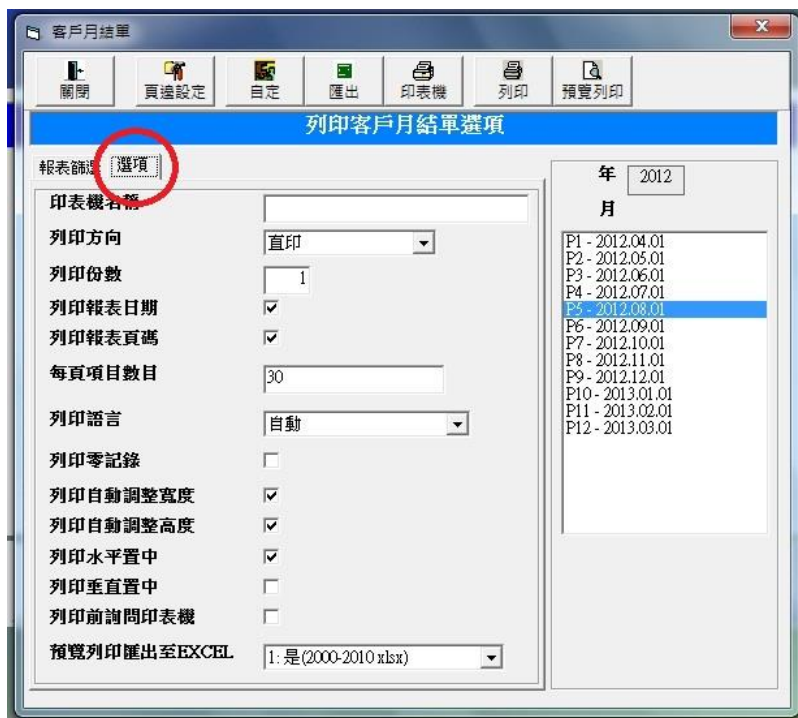 客戶月結單
關閉 頁邊設定 自定 匯出 印表機 列印 預覽列印
列印客戶月結單選項
報表篩選 選項
印表機名稱
列印方向 直印
列印份數 1
列印報表日期
列印報表頁碼
每頁項目數目 30
列印語言 自動
列印零記錄
列印自動調整寬度
列印自動調整高度
列印水平置中
列印垂直置中
列印前詢問印表機
預覽列印匯出至EXCEL 1: 是(2000-2010 xlsx)
年 2012
月
P1 - 2012.04.01
P2 - 2012.05.01
P3 - 2012.06.01
P4 - 2012.07.01
P5 - 2012.08.01
P6 - 2012.09.01
P7 - 2012.10.01
P8 - 2012.11.01
P9 - 2012.12.01
P10 - 2013.01.01
P11 - 2013.02.01
P12 - 2013.03.01